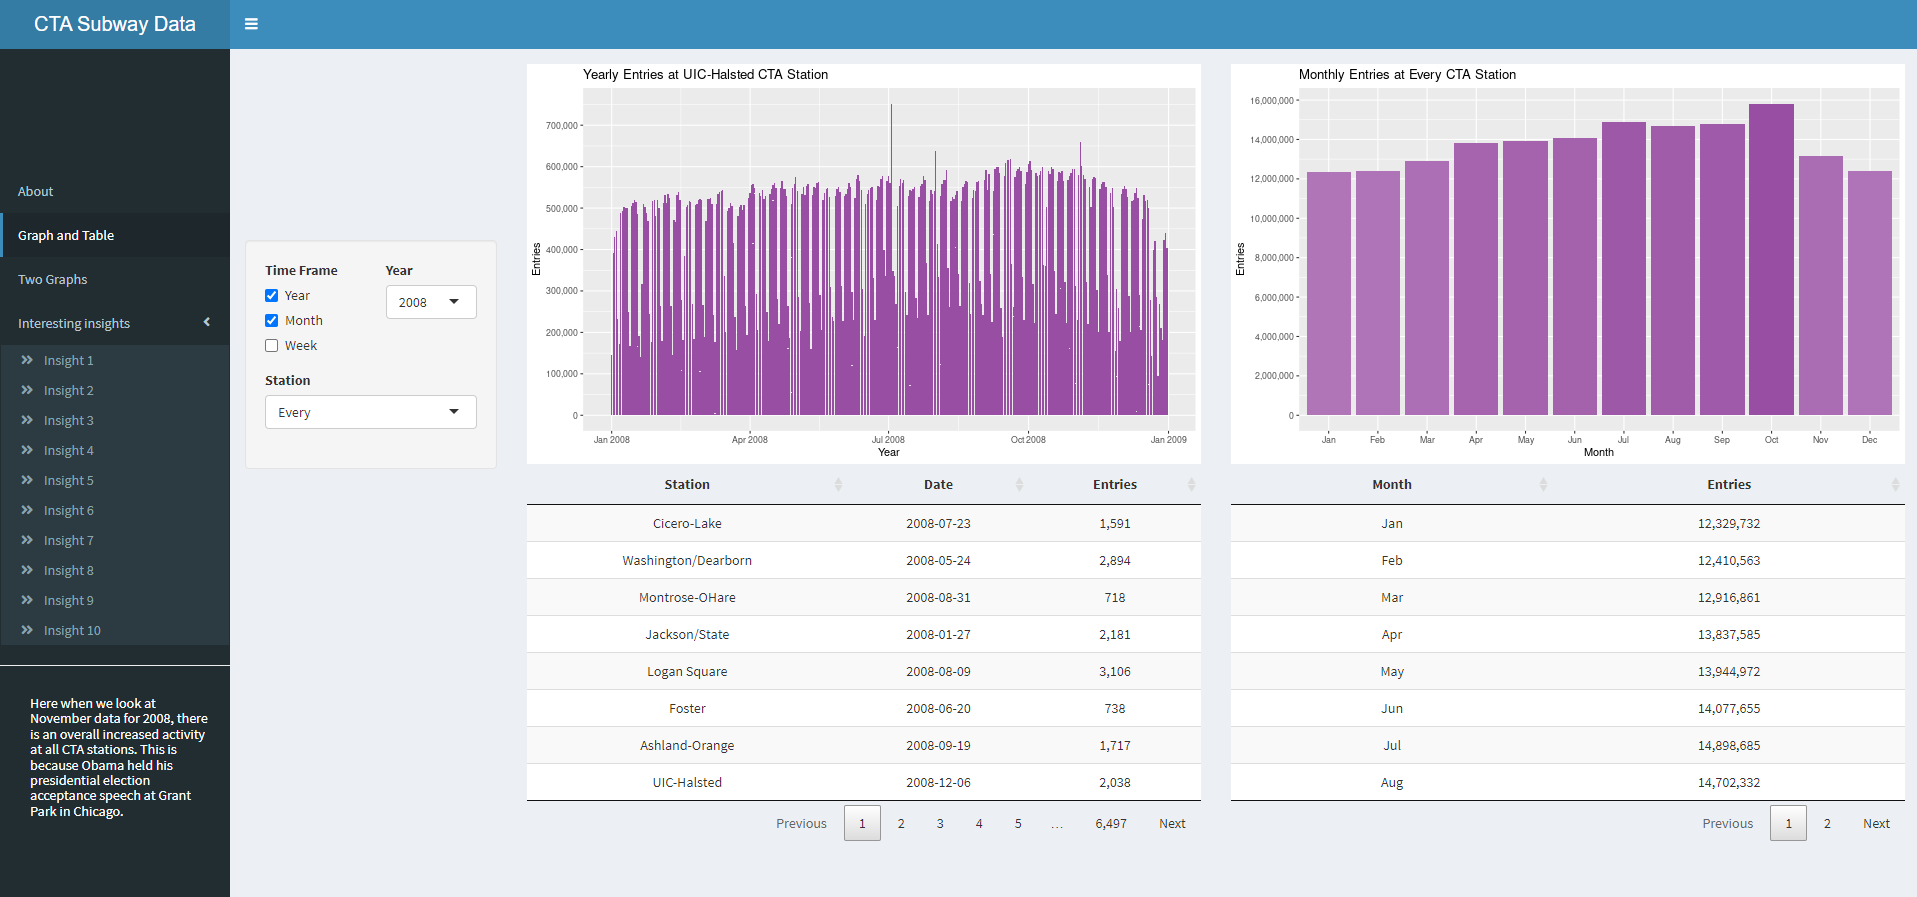 CTA Subway Data
About
Graph and Table
Two Graphs
Interesting insights
Insight 1
Insight 2
Insight 3
Insight 4
Insight 5
Insight 6
Insight 7
Insight 8
Insight 9
Insight 10
Here when we look at
November data for 2008, there
is an overall increased activity
at all CTA stations. This is
because Obama held his
presidential election
acceptance speech at Grant
Park in Chicago.
Time Frame Year
Year 2008
Month
Week
Station
Every
Yearly Entries at UIC-Halsted CTA Station
700,000
600,000
500,000
400,000
300,000
200,000
100,000
0
Entries
Jan 2008 Apr 2008 Jul 2008 Oct 2008 Jan 2009
Year
Station Date Entries
Cicero-Lake 2008-07-23 1,591
Washington/Dearborn 2008-05-24 2,894
Montrose-OHare 2008-08-31 718
Jackson/State 2008-01-27 2,181
Logan Square 2008-08-09 3,106
Foster 2008-06-20 738
Ashland-Orange 2008-09-19 1,717
UIC-Halsted 2008-12-06 2,038
Previous 1 2 3 4 5 … 6,497 Next
Monthly Entries at Every CTA Station
16,000,000
14,000,000
12,000,000
10,000,000
8,000,000
6,000,000
4,000,000
2,000,000
0
Entries
Jan Feb Mar Apr May Jun Jul Aug Sep Oct Nov Dec
Month
Month Entries
Jan 12,329,732
Feb 12,410,563
Mar 12,916,861
Apr 13,837,585
May 13,944,972
Jun 14,077,655
Jul 14,898,685
Aug 14,702,332
Previous 1 2 Next